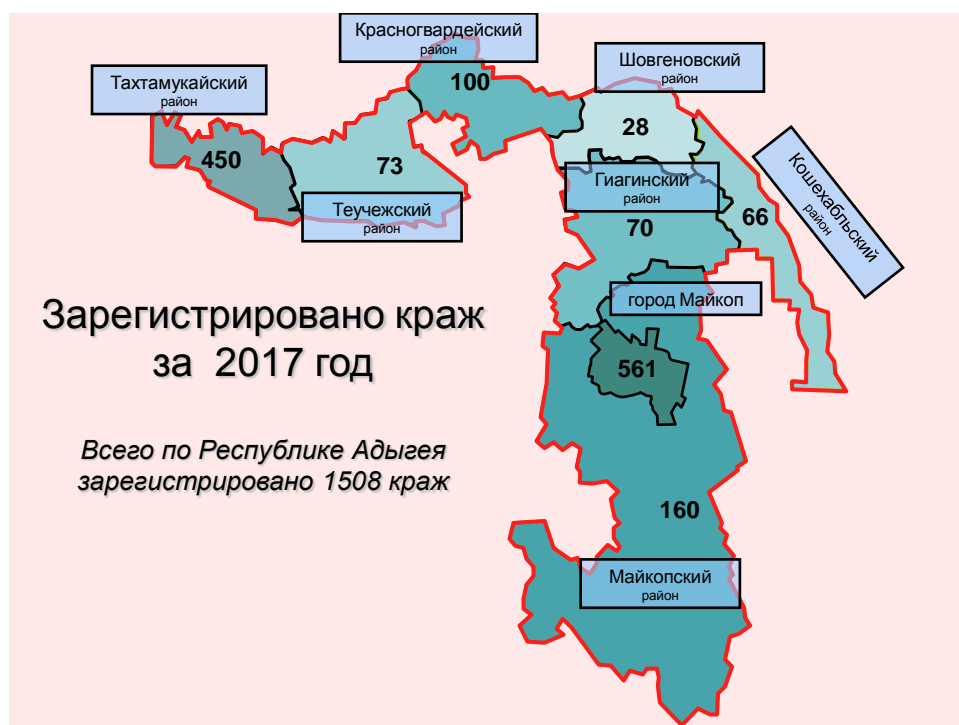 Красногвардейский
район
100
Шовгеновский
район
28
Тахтамукайский
район
450
73
Теучежский
район
Гиагинский
район
70
66
Кошехабльский
район
город Майкоп
561
Зарегистрировано краж
за 2017 год
Всего по Республике Адыгея
зарегистрировано 1508 краж
160
Майкопский
район